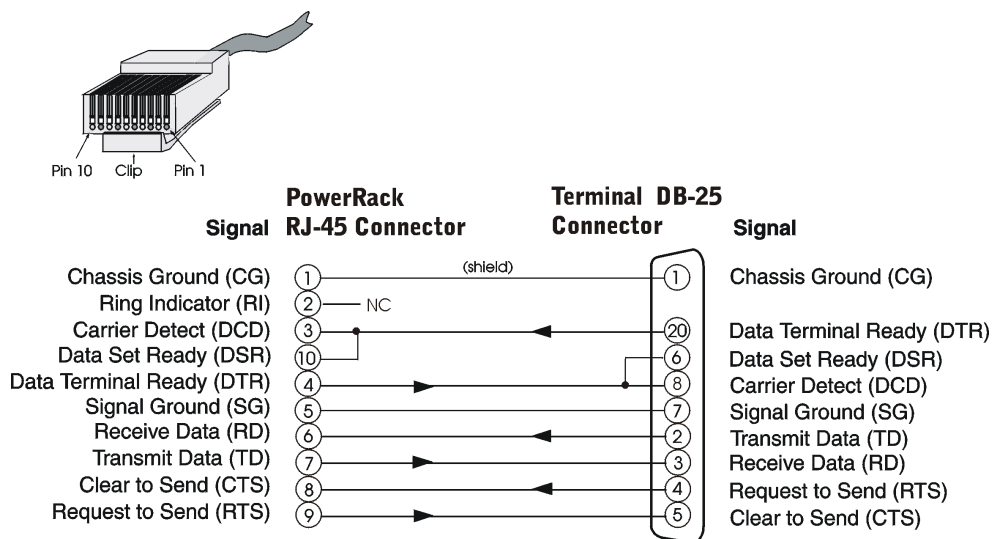 Pin 10 Clip Pin 1
PowerRack Terminal DB-25
Signal RJ-45 Connector Connector Signal
Chassis Ground (CG) 1 (shield) 1 Chassis Ground (CG)
Ring Indicator (RI) 2 NC
Carrier Detect (DCD) 3 20 Data Terminal Ready (DTR)
Data Set Ready (DSR) 10 6 Data Set Ready (DSR)
Data Terminal Ready (DTR) 4 8 Carrier Detect (DCD)
Signal Ground (SG) 5 7 Signal Ground (SG)
Receive Data (RD) 6 2 Transmit Data (TD)
Transmit Data (TD) 7 3 Receive Data (RD)
Clear to Send (CTS) 8 4 Request to Send (RTS)
Request to Send (RTS) 9 5 Clear to Send (CTS)